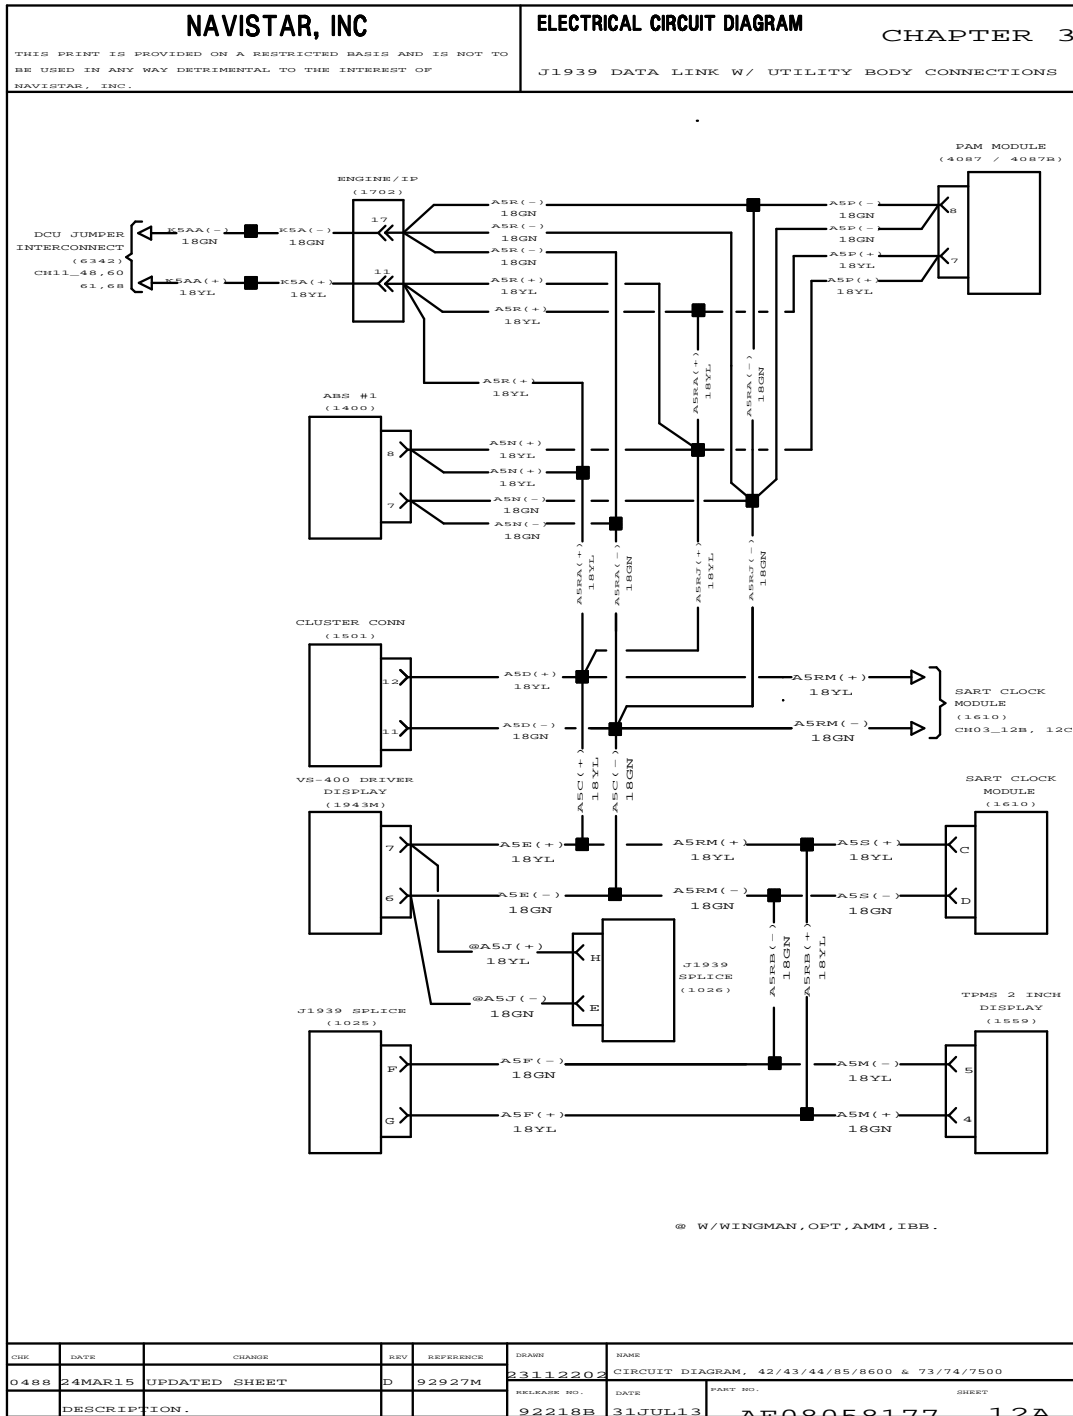 NAVISTAR, INC
THIS PRINT IS PROVIDED ON A RESTRICTED BASIS AND IS NOT TO
BE USED IN ANY WAY DETRIMENTAL TO THE INTEREST OF
NAVISTAR, INC.
ELECTRICAL CIRCUIT DIAGRAM
CHAPTER 3
J1939 DATA LINK W/ UTILITY BODY CONNECTIONS
PAM MODULE
(4087 / 4087B)
8
7
ENGINE/IP
(1702)
17
11
DCU JUMPER
INTERCONNECT
(6342)
CH11_48,60
61,68
K5AA(-)
18GN
K5A(-)
18GN
K5AA(+)
18YL
K5A(+)
18YL
A5R(-)
18GN
A5R(-)
18GN
A5R(-)
18GN
A5R(+)
18YL
A5R(+)
18YL
A5R(+)
18YL
A5P(-)
18GN
A5P(-)
18GN
A5P(+)
18YL
A5P(+)
18YL
A5RA(+)
18YL
A5RA(-)
18GN
ABS #1
(1400)
8
7
A5N(+)
18YL
A5N(+)
18YL
A5N(-)
18GN
A5N(-)
18GN
A5RA(+)
18YL
A5RA(-)
18GN
A5RJ(+)
18YL
A5RJ(-)
18GN
CLUSTER CONN
(1501)
12
11
A5D(+)
18YL
A5D(-)
18GN
A5RM(+)
18YL
A5RM(-)
18GN
SART CLOCK
MODULE
(1610)
CH03_12B, 12C
A5C(+)
18YL
A5C(-)
18GN
VS-400 DRIVER
DISPLAY
(1943M)
7
6
A5E(+)
18YL
A5E(-)
18GN
A5RM(+)
18YL
A5RM(-)
18GN
A5S(+)
18YL
A5S(-)
18GN
SART CLOCK
MODULE
(1610)
C
D
@A5J(+)
18YL
@A5J(-)
18GN
H
E
J1939
SPLICE
(1026)
A5RB(-)
18GN
A5RB(+)
18YL
J1939 SPLICE
(1025)
F
G
A5F(-)
18GN
A5F(+)
18YL
A5M(-)
18YL
A5M(+)
18GN
TPMS 2 INCH
DISPLAY
(1559)
5
4
@ W/WINGMAN,OPT,AMM,IBB.
CHK DATE CHANGE REV REFERENCE DRAWN NAME
0488 24MAR15 UPDATED SHEET D 92927M 23112202 CIRCUIT DIAGRAM, 42/43/44/85/8600 & 73/74/7500
RELEASE NO. DATE PART NO. SHEET
DESCRIPTION. 92218B 31JUL13 AE08058177 12A